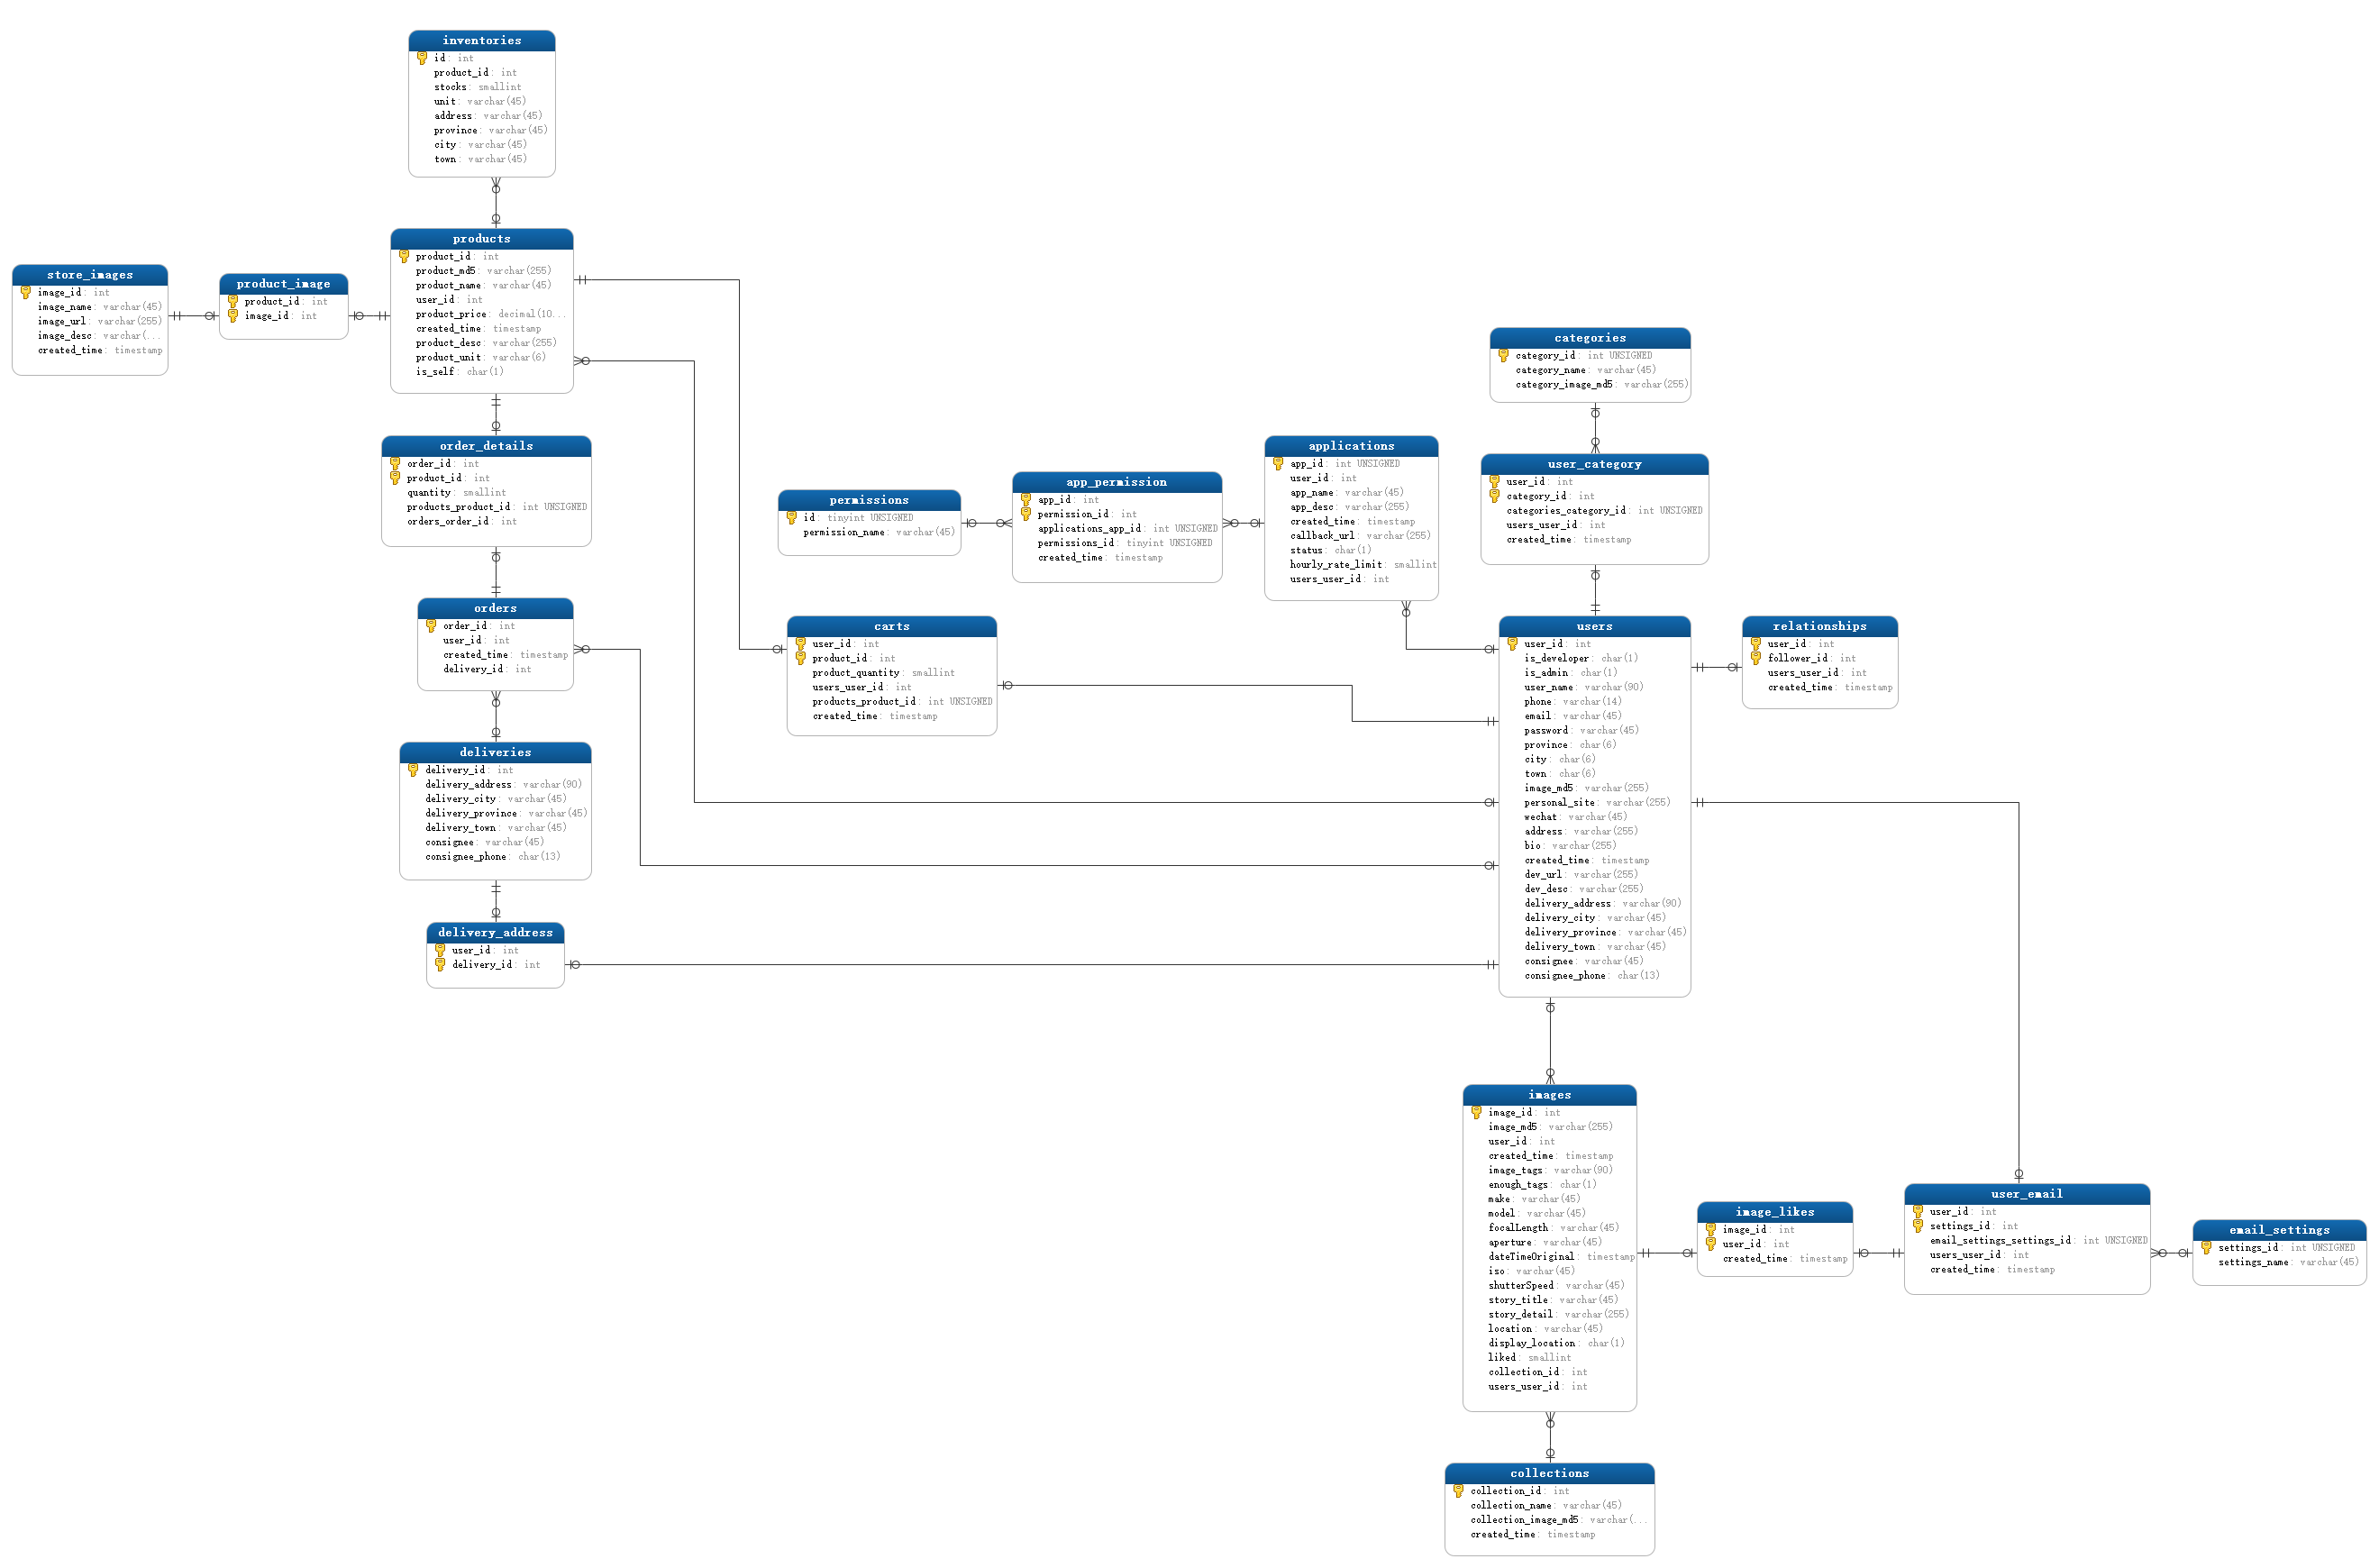 inventories
id: int
product_id: int
stocks: smallint
unit: varchar(45)
address: varchar(45)
province: varchar(45)
city: varchar(45)
town: varchar(45)
products
product_id: int
product_md5: varchar(255)
product_name: varchar(45)
user_id: int
product_price: decimal(10...
created_time: timestamp
product_desc: varchar(255)
product_unit: varchar(6)
is_self: char(1)
store_images
image_id: int
image_name: varchar(45)
image_url: varchar(255)
image_desc: varchar(...
created_time: timestamp
product_image
product_id: int
image_id: int
order_details
order_id: int
product_id: int
quantity: smallint
products_product_id: int UNSIGNED
orders_order_id: int
orders
order_id: int
user_id: int
created_time: timestamp
delivery_id: int
deliveries
delivery_id: int
delivery_address: varchar(90)
delivery_city: varchar(45)
delivery_province: varchar(45)
delivery_town: varchar(45)
consignee: varchar(45)
consignee_phone: char(13)
delivery_address
user_id: int
delivery_id: int
permissions
id: tinyint UNSIGNED
permission_name: varchar(45)
app_permission
app_id: int
permission_id: int
applications_app_id: int UNSIGNED
permissions_id: tinyint UNSIGNED
created_time: timestamp
applications
app_id: int UNSIGNED
user_id: int
app_name: varchar(45)
app_desc: varchar(255)
created_time: timestamp
callback_url: varchar(255)
status: char(1)
hourly_rate_limit: smallint
users_user_id: int
carts
user_id: int
product_id: int
product_quantity: smallint
users_user_id: int
products_product_id: int UNSIGNED
created_time: timestamp
categories
category_id: int UNSIGNED
category_name: varchar(45)
category_image_md5: varchar(255)
user_category
user_id: int
category_id: int
categories_category_id: int UNSIGNED
users_user_id: int
created_time: timestamp
users
user_id: int
is_developer: char(1)
is_admin: char(1)
user_name: varchar(90)
phone: varchar(14)
email: varchar(45)
password: varchar(45)
province: char(6)
city: char(6)
town: char(6)
image_md5: varchar(255)
personal_site: varchar(255)
wechat: varchar(45)
address: varchar(255)
bio: varchar(255)
created_time: timestamp
dev_url: varchar(255)
dev_desc: varchar(255)
delivery_address: varchar(90)
delivery_city: varchar(45)
delivery_province: varchar(45)
delivery_town: varchar(45)
consignee: varchar(45)
consignee_phone: char(13)
relationships
user_id: int
follower_id: int
users_user_id: int
created_time: timestamp
images
image_id: int
image_md5: varchar(255)
user_id: int
created_time: timestamp
image_tags: varchar(90)
enough_tags: char(1)
make: varchar(45)
model: varchar(45)
focalLength: varchar(45)
aperture: varchar(45)
dateTimeOriginal: timestamp
iso: varchar(45)
shutterSpeed: varchar(45)
story_title: varchar(45)
story_detail: varchar(255)
location: varchar(45)
display_location: char(1)
liked: smallint
collection_id: int
users_user_id: int
image_likes
image_id: int
user_id: int
created_time: timestamp
user_email
user_id: int
settings_id: int
email_settings_settings_id: int UNSIGNED
users_user_id: int
created_time: timestamp
email_settings
settings_id: int UNSIGNED
settings_name: varchar(45)
collections
collection_id: int
collection_name: varchar(45)
collection_image_md5: varchar(...
created_time: timestamp